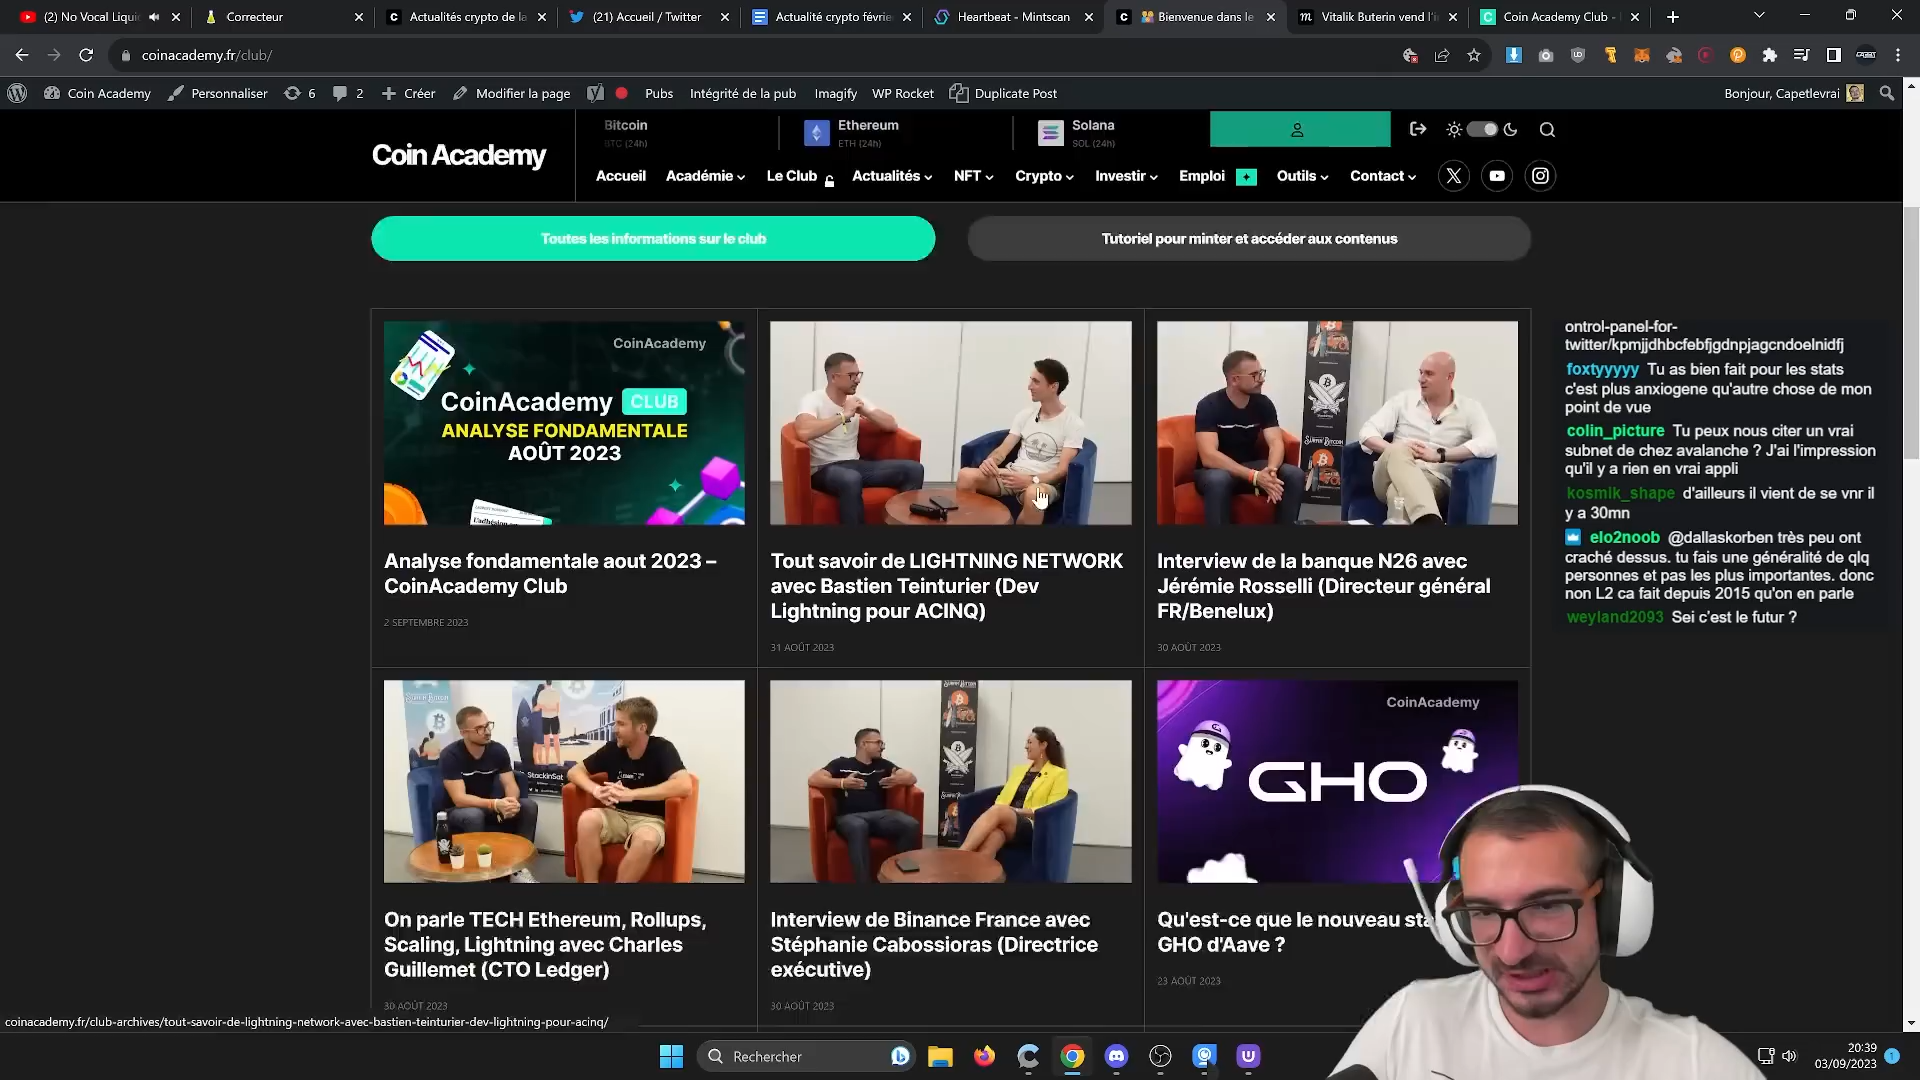 (2) No Vocal Liqui
Correcteur
Actualités crypto de la
(21) Accueil / Twitter
Actualité crypto févrie
Heartbeat - Mintscan
Bienvenue dans le
Vitalik Buterin vend l'i
Coin Academy Club -
coinacademy.fr/club/
Coin Academy
Personnaliser
6
2
Créer
Modifier la page
Pubs
Intégrité de la pub
Imagify
WP Rocket
Duplicate Post
Bonjour, Capetlevrai
Coin Academy
Bitcoin
BTC (24h)
Ethereum
ETH (24h)
Solana
SOL (24h)
Accueil
Académie
Le Club
Actualités
NFT
Crypto
Investir
Emploi
Outils
Contact
Toutes les informations sur le club
Tutoriel pour minter et accéder aux contenus
CoinAcademy
CoinAcademy CLUB
ANALYSE FONDAMENTALE
AOÛT 2023
Analyse fondamentale aout 2023 –
CoinAcademy Club
2 SEPTEMBRE 2023
Tout savoir de LIGHTNING NETWORK
avec Bastien Teinturier (Dev
Lightning pour ACINQ)
31 AOÛT 2023
Interview de la banque N26 avec
Jérémie Rosselli (Directeur général
FR/Benelux)
30 AOÛT 2023
ontrol-panel-for-
twitter/kpmjjdhbcfebfjgdnpjagcndoelnidfj
foxtyyyyy Tu as bien fait pour les stats
c'est plus anxiogene qu'autre chose de mon
point de vue
colin_picture Tu peux nous citer un vrai
subnet de chez avalanche ? J'ai l'impression
qu'il y a rien en vrai appli
kosmik_shape d'ailleurs il vient de se vnr il
y a 30mn
elo2noob @dallaskorben très peu ont
craché dessus. tu fais une généralité de qlq
personnes et pas les plus importantes. donc
non L2 ca fait depuis 2015 qu'on en parle
weyland2093 Sei c'est le futur ?
StackinSat
On parle TECH Ethereum, Rollups,
Scaling, Lightning avec Charles
Guillemet (CTO Ledger)
30 AOÛT 2023
Interview de Binance France avec
Stéphanie Cabossioras (Directrice
exécutive)
30 AOÛT 2023
CoinAcademy
GHO
Qu'est-ce que le nouveau sta
GHO d'Aave ?
23 AOÛT 2023
coinacademy.fr/club-archives/tout-savoir-de-lightning-network-avec-bastien-teinturier-dev-lightning-pour-acinq/
Rechercher
20:39
03/09/2023
1